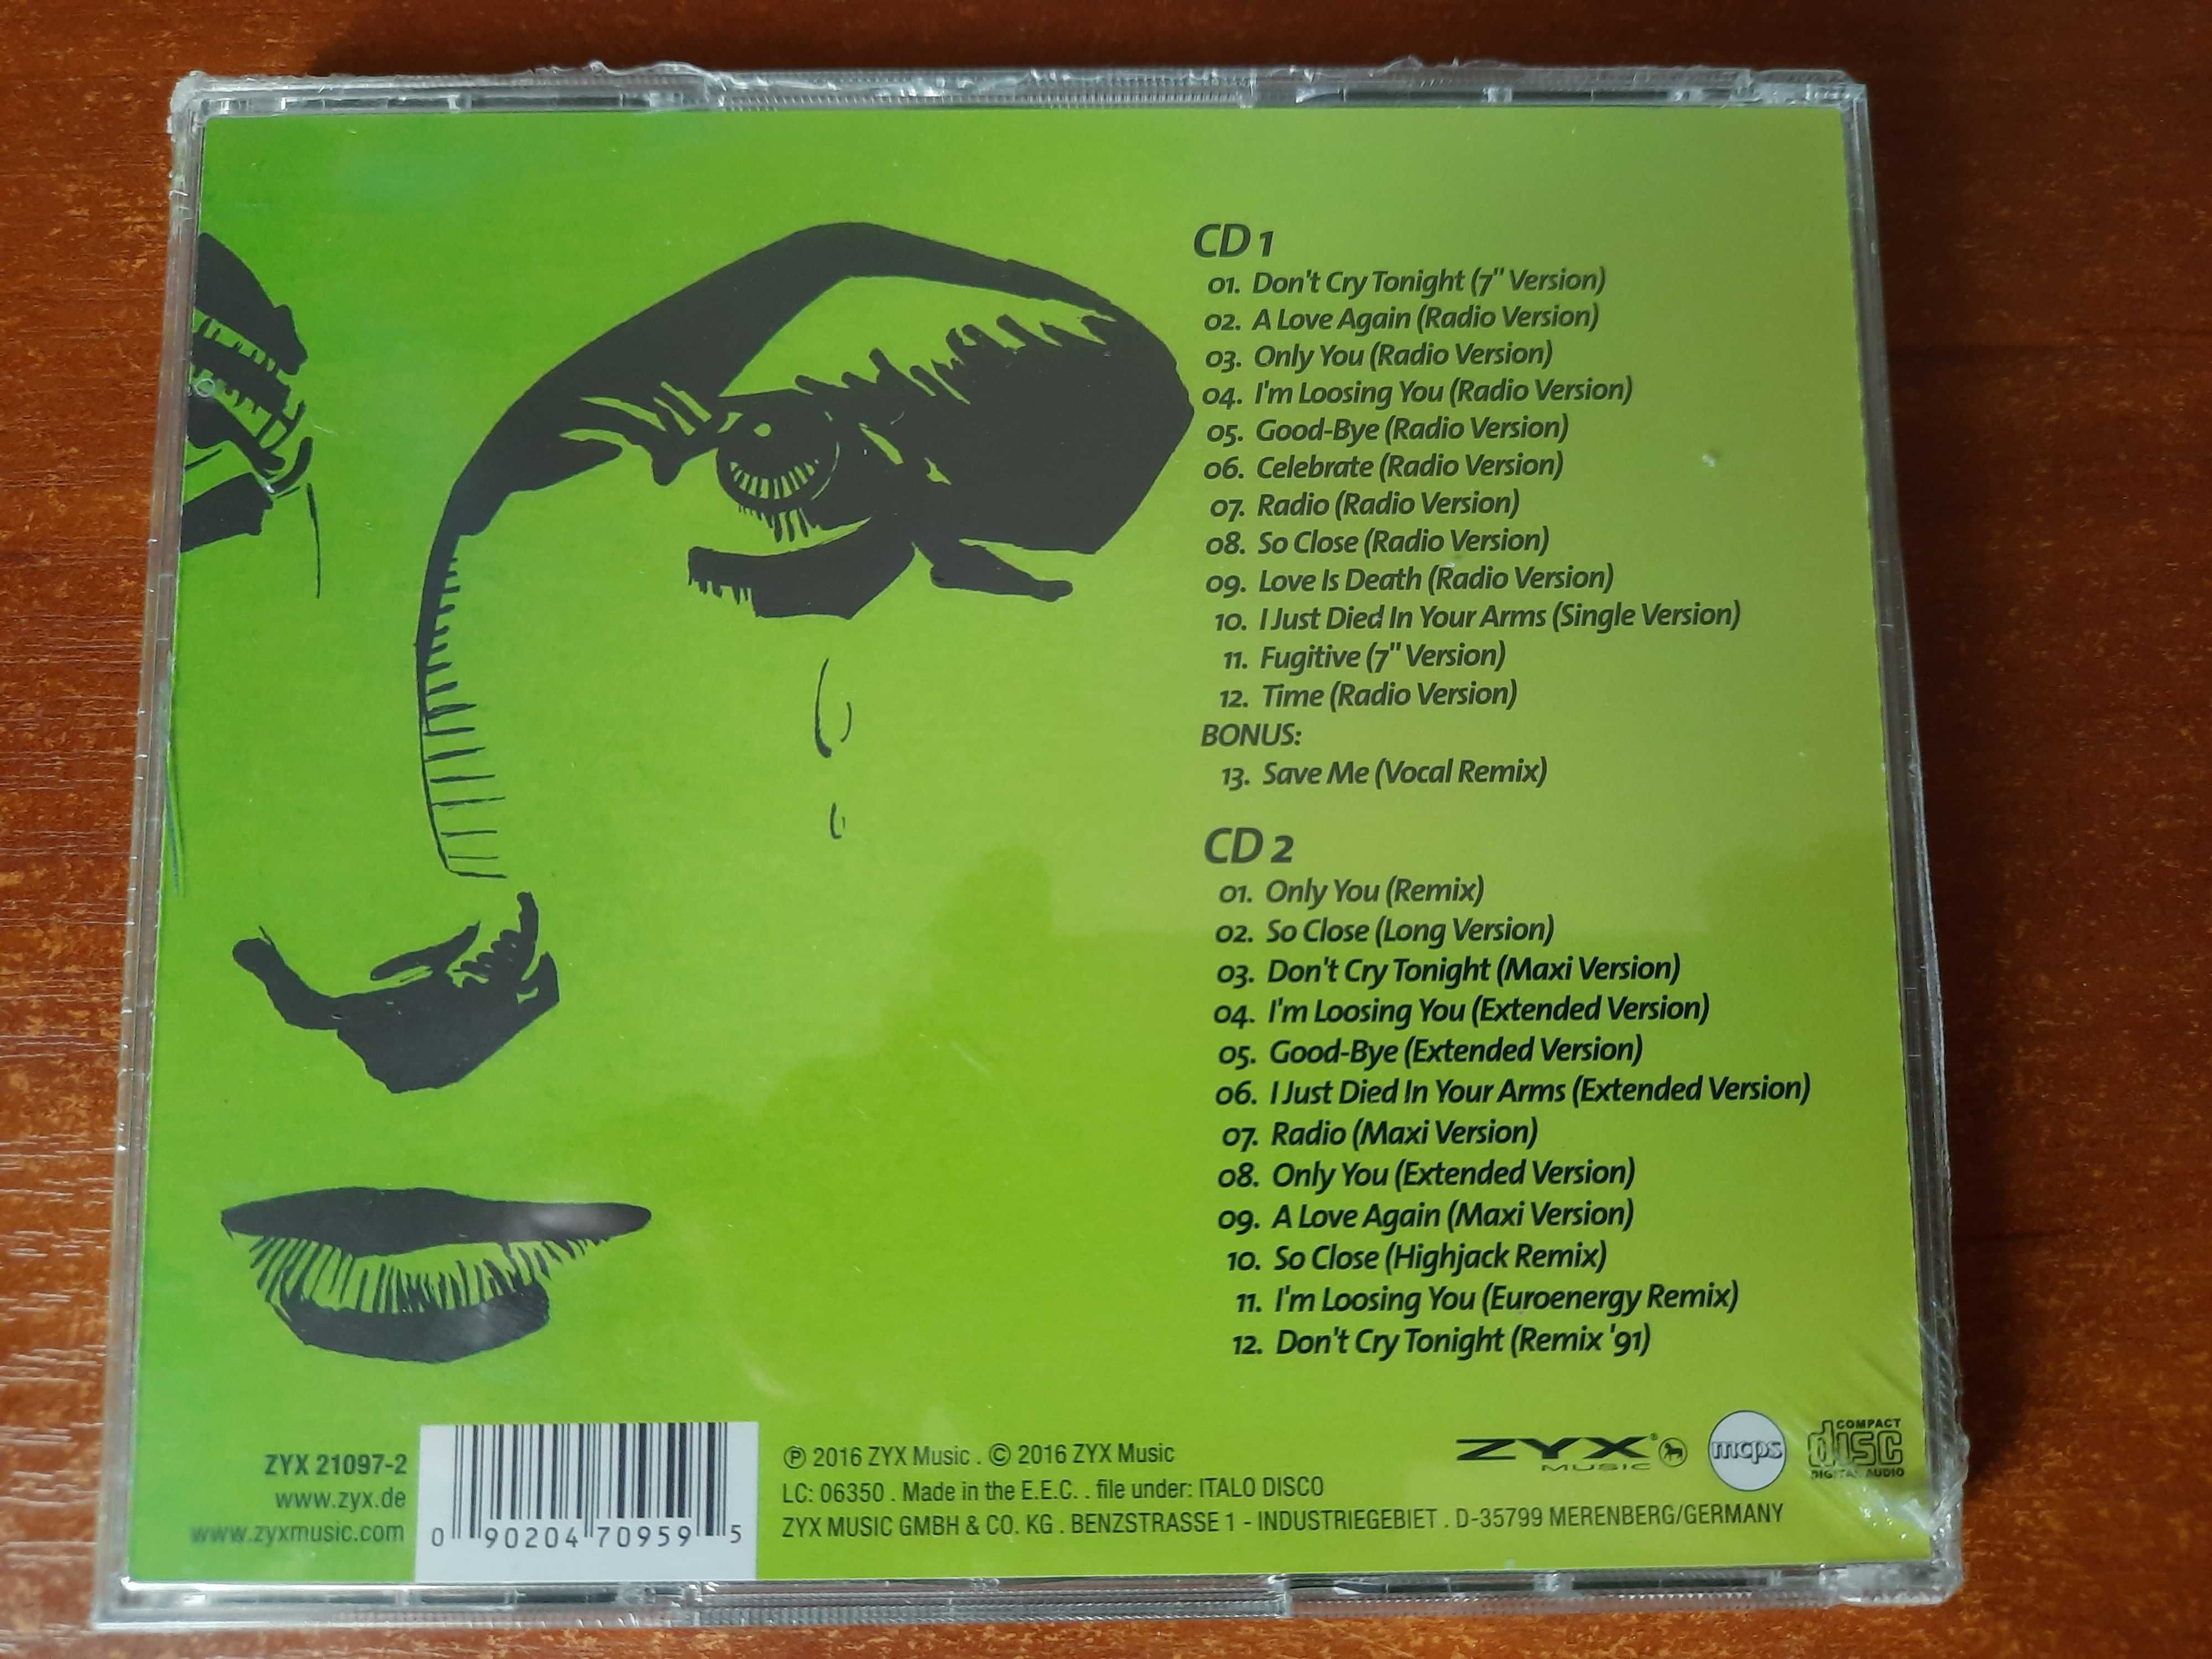 CD 1
01. Don't Cry Tonight (7" Version)
02. A Love Again (Radio Version)
03. Only You (Radio Version)
04. I'm Loosing You (Radio Version)
05. Good-Bye (Radio Version)
06. Celebrate (Radio Version)
07. Radio (Radio Version)
08. So Close (Radio Version)
09. Love Is Death (Radio Version)
10. I Just Died In Your Arms (Single Version)
11. Fugitive (7" Version)
12. Time (Radio Version)
BONUS:
13. Save Me (Vocal Remix)
CD 2
01. Only You (Remix)
02. So Close (Long Version)
03. Don't Cry Tonight (Maxi Version)
04. I'm Loosing You (Extended Version)
05. Good-Bye (Extended Version)
06. I Just Died In Your Arms (Extended Version)
07. Radio (Maxi Version)
08. Only You (Extended Version)
09. A Love Again (Maxi Version)
10. So Close (Highjack Remix)
11. I'm Loosing You (Euroenergy Remix)
12. Don't Cry Tonight (Remix '91)
ZYX 21097-2
www.zyx.de
www.zyxmusic.com
0 90204 70959 5
℗ 2016 ZYX Music . © 2016 ZYX Music
LC: 06350 . Made in the E.E.C. . file under: ITALO DISCO
ZYX MUSIC GMBH & CO. KG . BENZSTRASSE 1 - INDUSTRIEGEBIET . D-35799 MERENBERG/GERMANY
ZYX®
MUSIC
mcps
COMPACT
disc
DIGITAL AUDIO